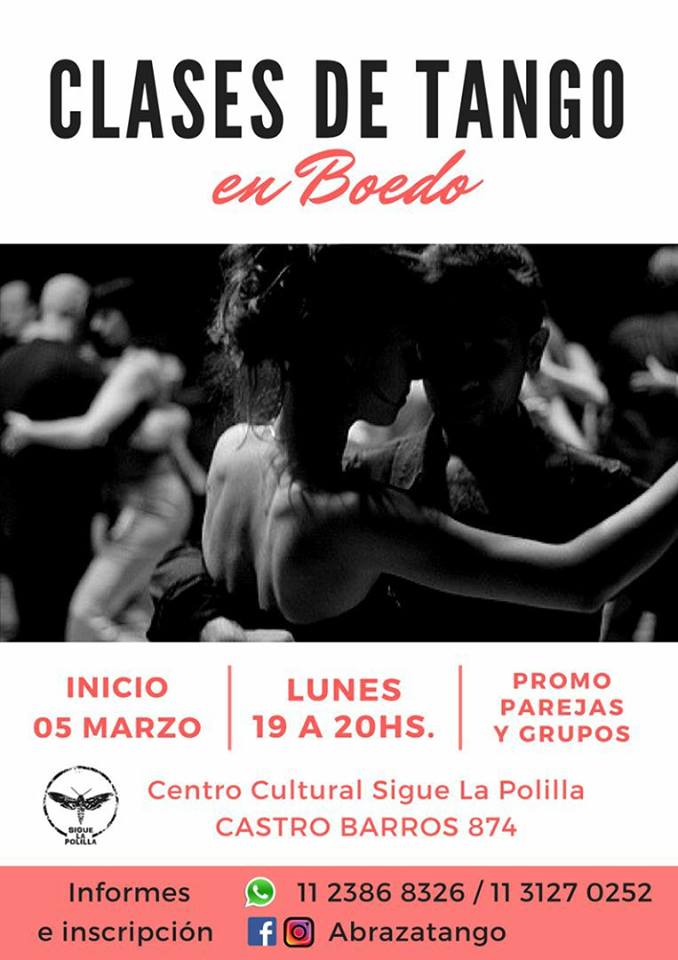 CLASES DE TANGO
en Boedo
INICIO
05 MARZO
LUNES
19 A 20HS.
PROMO
PAREJAS
Y GRUPOS
SIGUE
LA
POLILLA
Centro Cultural Sigue La Polilla
CASTRO BARROS 874
Informes
e inscripción
11 2386 8326 / 11 3127 0252
Abrazatango